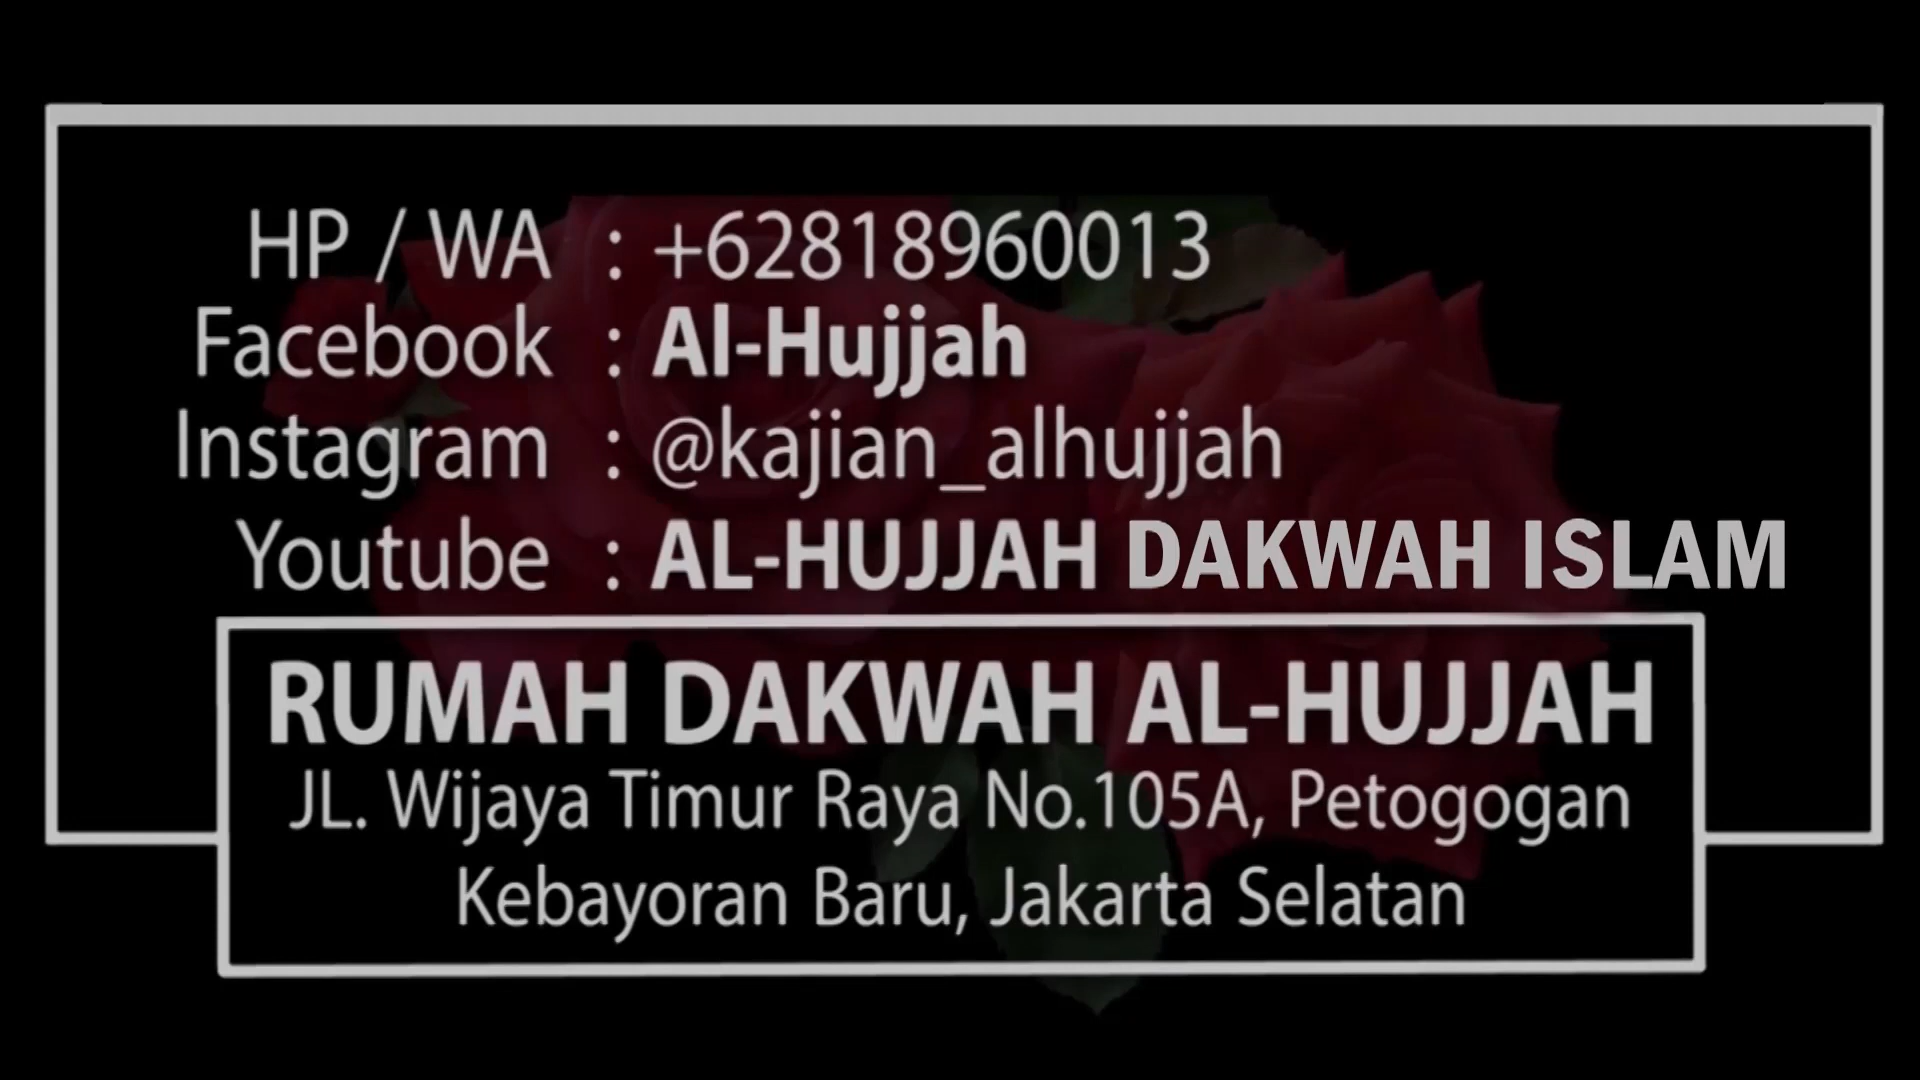 HP / WA : +62818960013
Facebook : Al-Hujjah
Instagram : @kajian_alhujjah
Youtube : AL-HUJJAH DAKWAH ISLAM
RUMAH DAKWAH AL-HUJJAH
JL. Wijaya Timur Raya No.105A, Petogogan
Kebayoran Baru, Jakarta Selatan